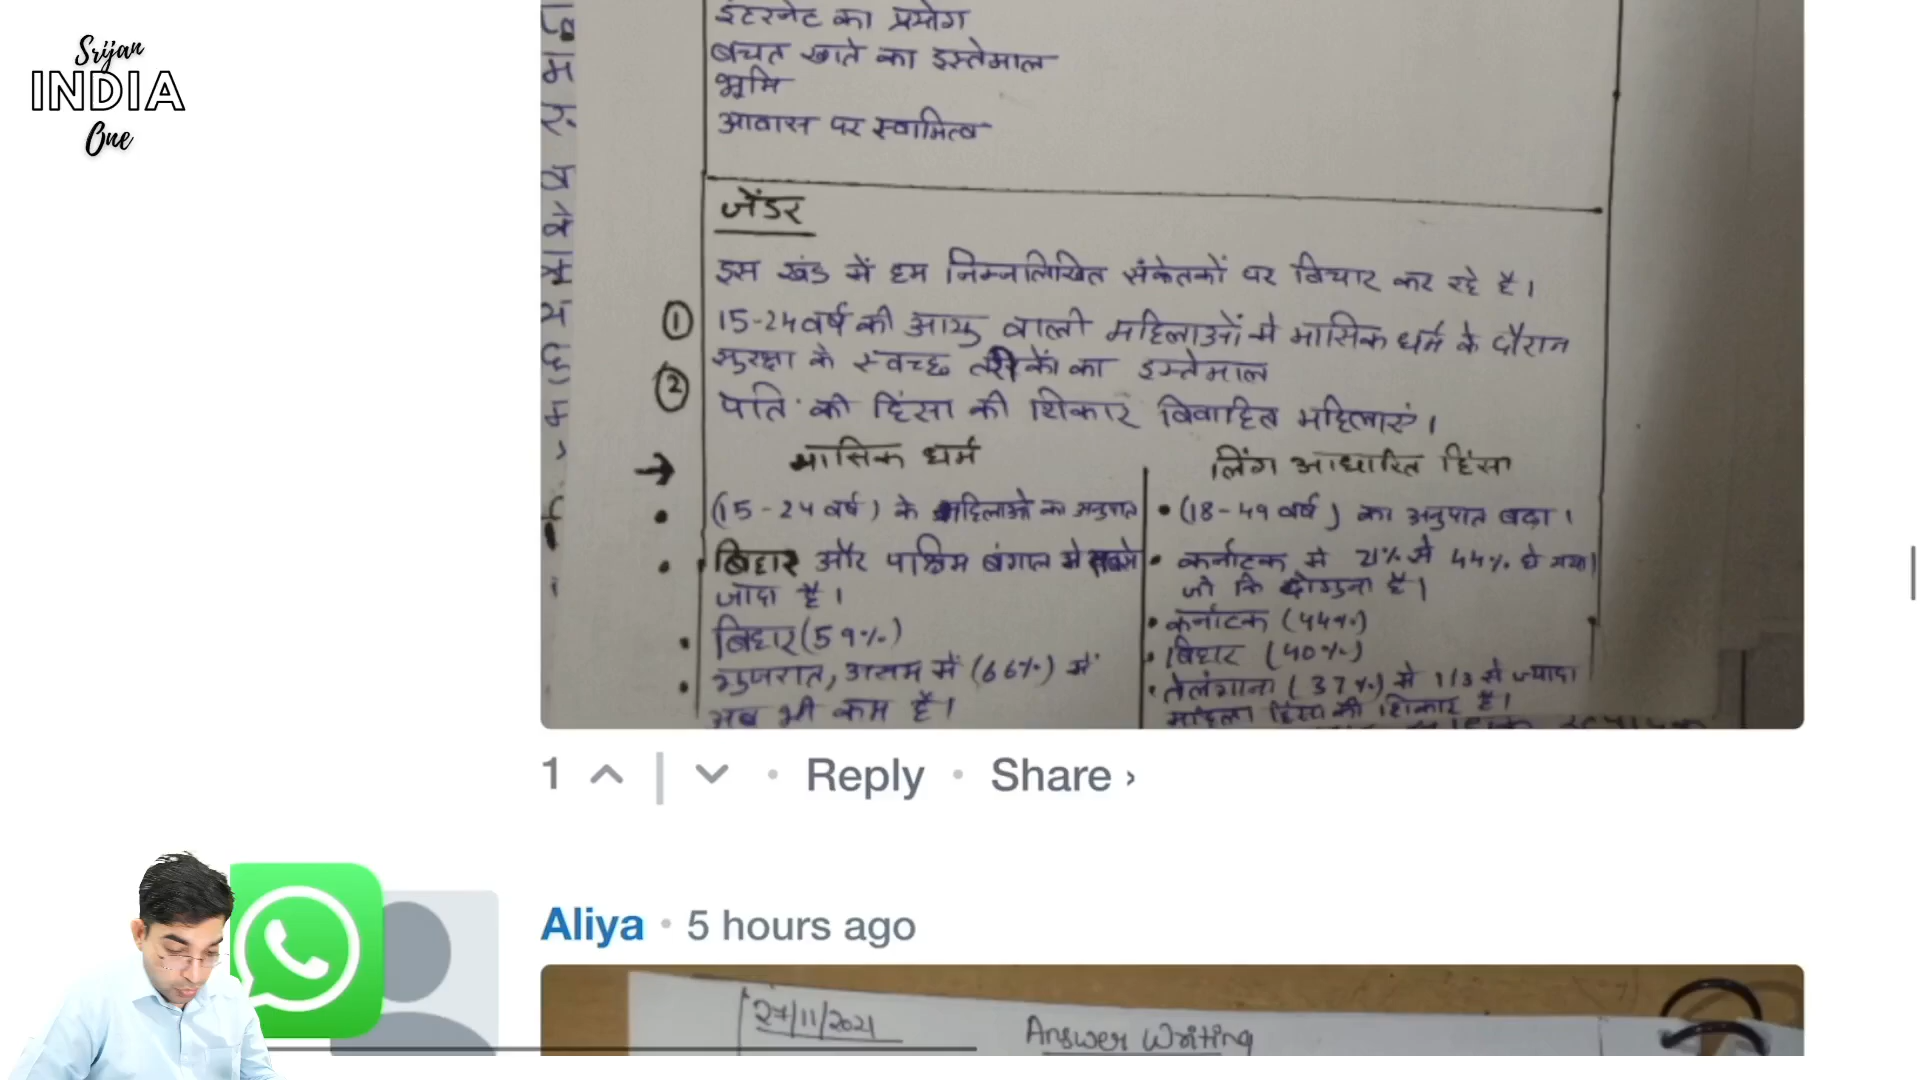 Srijan
INDIA
One
इंटरनेट का प्रयोग
बचत खाते का इस्तेमाल
भूमि
आवास पर स्वामित्व
जेंडर
इस खंड में हम निम्नलिखित संकेतकों पर विचार कर रहे है।
① 15-24 वर्ष की आयु वाली महिलाओं में मासिक धर्म के दौरान
सुरक्षा के स्वच्छ तरीकों का इस्तेमाल
② पति की हिंसा की शिकार विवाहित महिलाएं।
→ मासिक धर्म
• (15-24 वर्ष) के महिलाओ का अनुपात
• बिहार और पाश्चिम बंगाल मे सबसे
जादा है।
• बिहार (59%)
• गुजरात, असम में (66%) में
अब भी कम है।
लिंग आधारित हिंसा
• (18-49 वर्ष) का अनुपात बढ़ा।
• कर्नाटक मे 21% से 44% हो गया।
जो कि दोगुना है।
• कर्नाटक (44%)
• बिहार (40%)
• तेलंगाना (37%) से 1/3 से ज्यादा
महिला हिंसा की शिकार है।
1 Reply • Share ›
Aliya • 5 hours ago
27/11/2021
Answer Writing